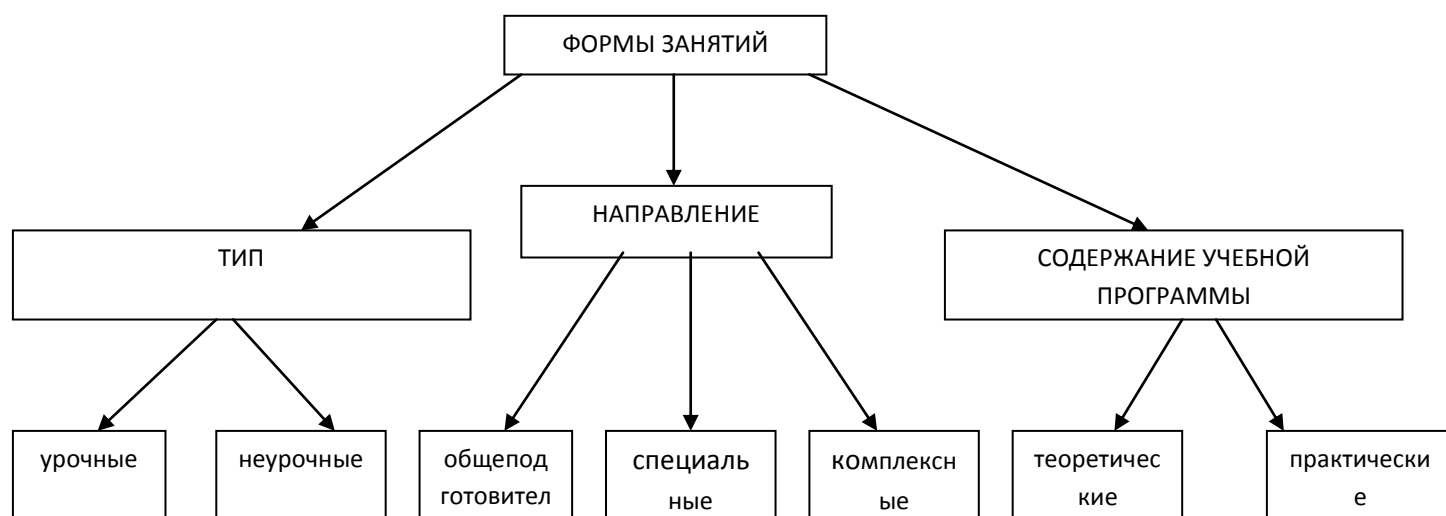 ФОРМЫ ЗАНЯТИЙ
НАПРАВЛЕНИЕ
ТИП
СОДЕРЖАНИЕ УЧЕБНОЙ
ПРОГРАММЫ
урочные
неурочные
общепод
готовител
специаль
ные
комплексн
ые
теоретичес
кие
практически
е